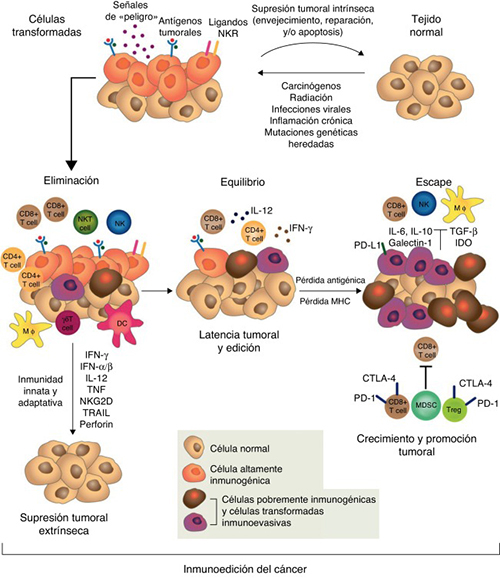 Células
transformadas
Señales
de «peligro»
Antígenos
tumorales
Ligandos
NKR
Supresión tumoral intrínseca
(envejecimiento, reparación,
y/o apoptosis)
Tejido
normal
Carcinógenos
Radiación
Infecciones virales
Inflamación crónica
Mutaciones genéticas
heredadas
Eliminación
CD8+
T cell
CD8+
T cell
NKT
cell
NK
CD4+
T cell
CD4+
T cell
γδT
cell
Mϕ
DC
Inmunidad
innata y
adaptativa
IFN-γ
IFN-α/β
IL-12
TNF
NKG2D
TRAIL
Perforin
Supresión tumoral
extrínseca
Equilibrio
CD8+
T cell
IL-12
CD4+
T cell
IFN-γ
Latencia tumoral
y edición
Pérdida antigénica
Pérdida MHC
Escape
CD8+
T cell
NK
Mϕ
IL-6, IL-10
Galectin-1
TGF-β
IDO
PD-L1
CD8+
T cell
CTLA-4
PD-1
CD8+
T cell
MDSC
Treg
CTLA-4
PD-1
Crecimiento y promoción
tumoral
Célula normal
Célula altamente
inmunogénica
Células pobremente inmunogénicas
y células transformadas
inmunoevasivas
Inmunoedición del cáncer